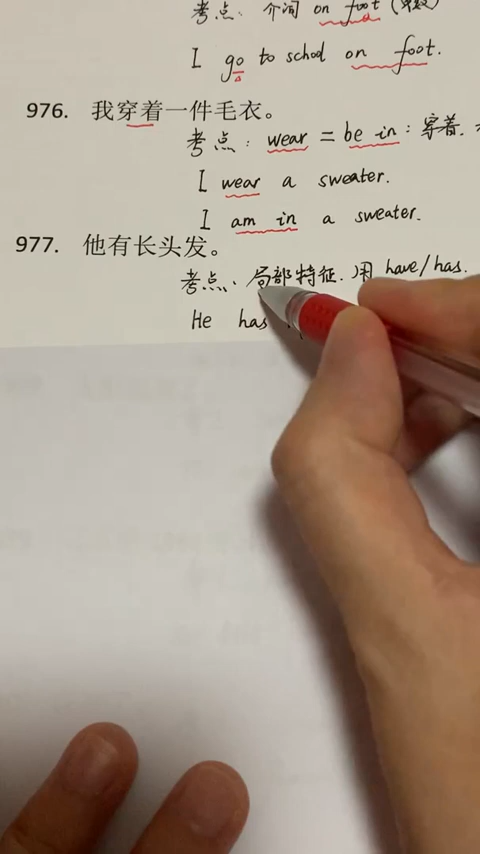 考点: 介词 on foot (
I go to school on foot.
976. 我穿着一件毛衣。
考点: wear = be in: 穿着.
I wear a sweater.
I am in a sweater.
977. 他有长头发。
考点: 局部特征. 用 have/has.
He has